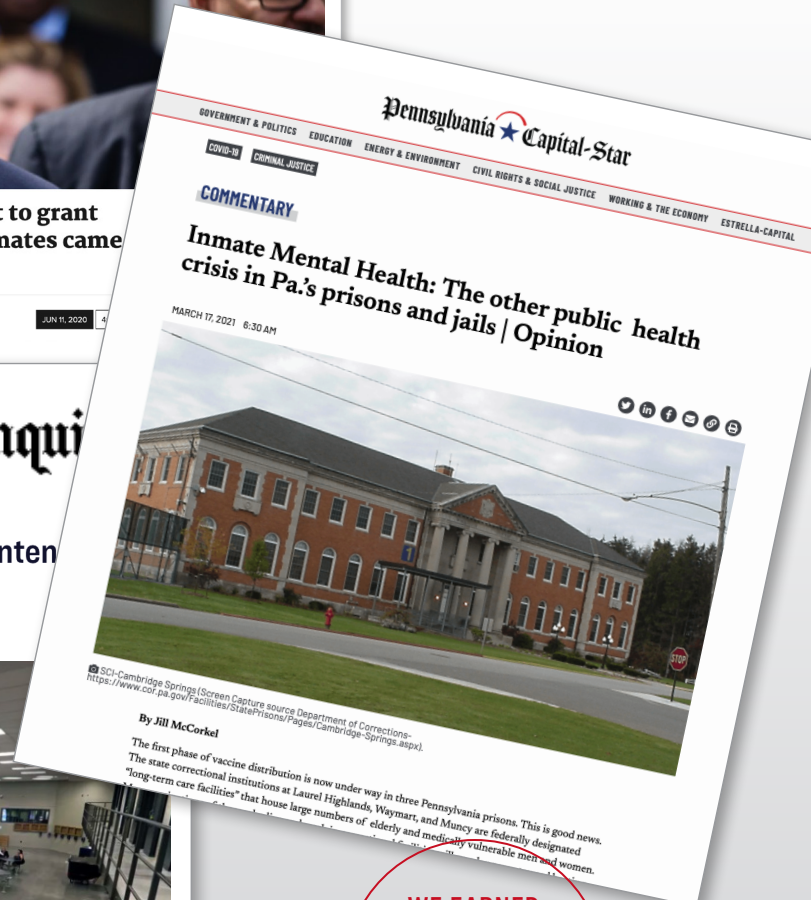 t to grant
mates came
JUN 11, 2020
4
nqui
nten
Pennsylvania Capital-Star
GOVERNMENT & POLITICS EDUCATION ENERGY & ENVIRONMENT CIVIL RIGHTS & SOCIAL JUSTICE WORKING & THE ECONOMY ESTRELLA-CAPITAL
COVID-19 CRIMINAL JUSTICE
COMMENTARY
Inmate Mental Health: The other public health
crisis in Pa.'s prisons and jails | Opinion
MARCH 17, 2021 6:30 AM
1
STOP
SCI-Cambridge Springs (Screen Capture source Department of Corrections-
https://www.cor.pa.gov/Facilities/StatePrisons/Pages/Cambridge-Springs.aspx).
By Jill McCorkel
The first phase of vaccine distribution is now under way in three Pennsylvania prisons. This is good news.
The state correctional institutions at Laurel Highlands, Waymart, and Muncy are federally designated
"long-term care facilities" that house large numbers of elderly and medically vulnerable men and women.
WE EARNED